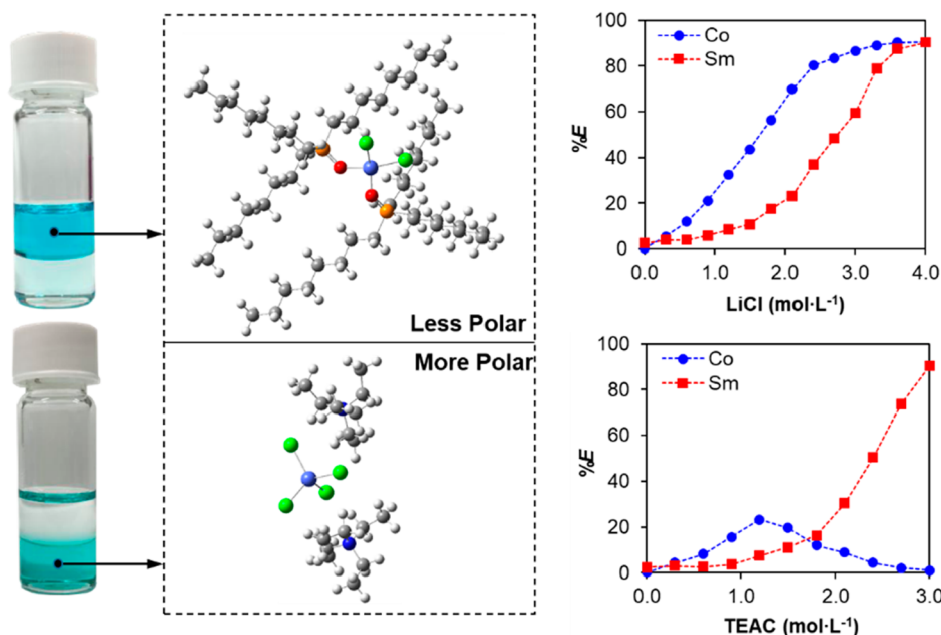 Less Polar
More Polar
100
80
60
40
20
0
%E
Co
Sm
0.0 1.0 2.0 3.0 4.0
LiCl (mol·L⁻¹)
100
80
60
40
20
0
%E
Co
Sm
0.0 1.0 2.0 3.0
TEAC (mol·L⁻¹)